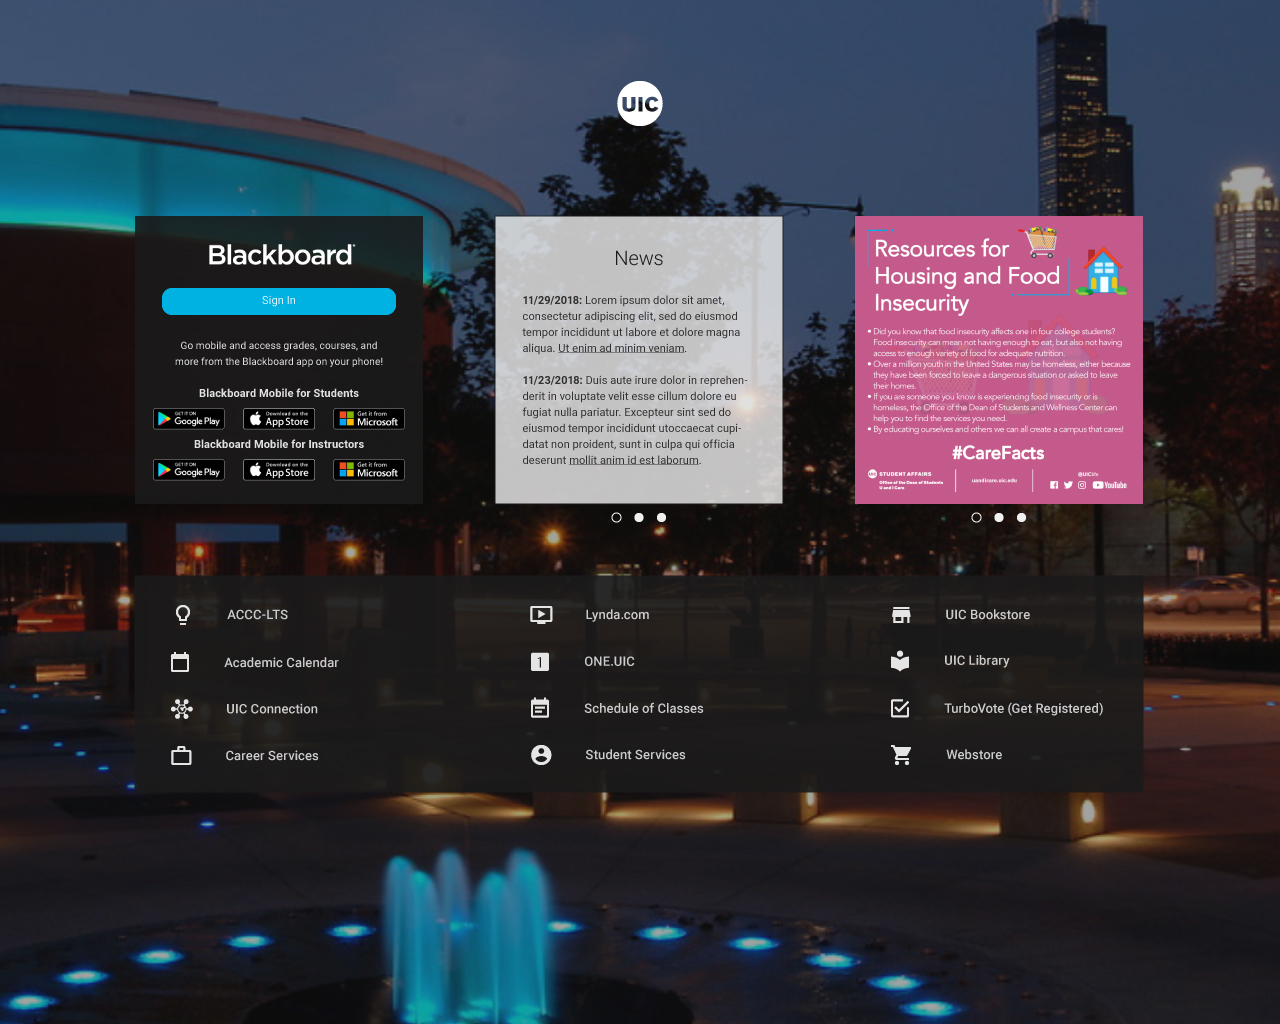 UIC
Blackboard
Sign In
Go mobile and access grades, courses, and
more from the Blackboard app on your phone!
Blackboard Mobile for Students
GET IT ON
Google Play
Download on the
App Store
Get it from
Microsoft
Blackboard Mobile for Instructors
GET IT ON
Google Play
Download on the
App Store
Get it from
Microsoft
News
11/29/2018: Lorem ipsum dolor sit amet,
consectetur adipiscing elit, sed do eiusmod
tempor incididunt ut labore et dolore magna
aliqua. Ut enim ad minim veniam.
11/23/2018: Duis aute irure dolor in reprehen-
derit in voluptate velit esse cillum dolore eu
fugiat nulla pariatur. Excepteur sint sed do
eiusmod tempor incididunt utoccaecat cupi-
datat non proident, sunt in culpa qui officia
deserunt mollit anim id est laborum.
Resources for
Housing and Food
Insecurity
• Did you know that food insecurity affects one in four college students?
Food insecurity can mean not having enough to eat, but also not having
access to enough variety of food for adequate nutrition.
• Over a million youth in the United States may be homeless, either because
they have been forced to leave a dangerous situation or asked to leave
their homes.
• If you are someone you know is experiencing food insecurity or is
homeless, the Office of the Dean of Students and Wellness Center can
help you to find the services you need.
• By educating ourselves and others we can all create a campus that cares!
#CareFacts
UIC STUDENT AFFAIRS
Office of the Dean of Students
U and I Care
uandicare.uic.edu
@UICLife
YouTube
ACCC-LTS
Academic Calendar
UIC Connection
Career Services
Lynda.com
1 ONE.UIC
Schedule of Classes
Student Services
UIC Bookstore
UIC Library
TurboVote (Get Registered)
Webstore